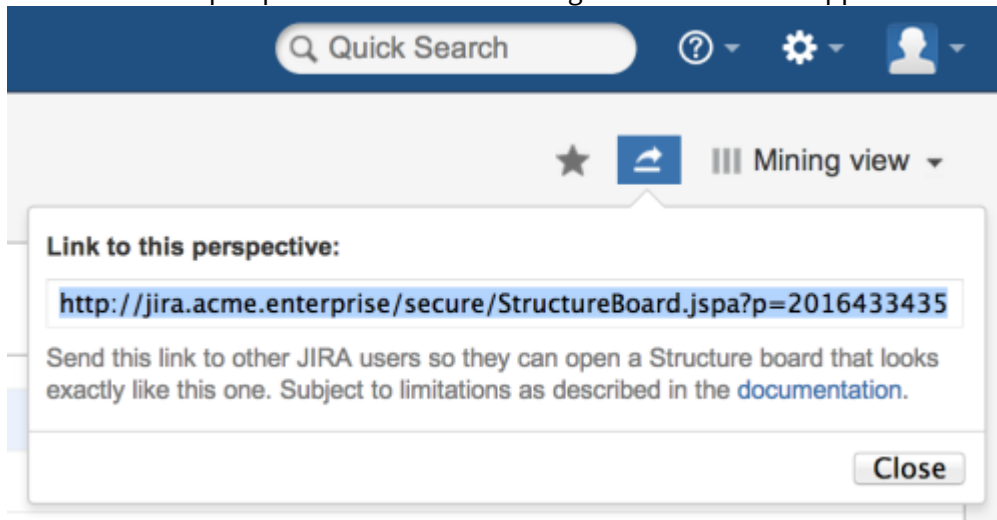 Quick Search
Mining view
Link to this perspective:
http://jira.acme.enterprise/secure/StructureBoard.jspa?p=2016433435
Send this link to other JIRA users so they can open a Structure board that looks
exactly like this one. Subject to limitations as described in the documentation.
Close